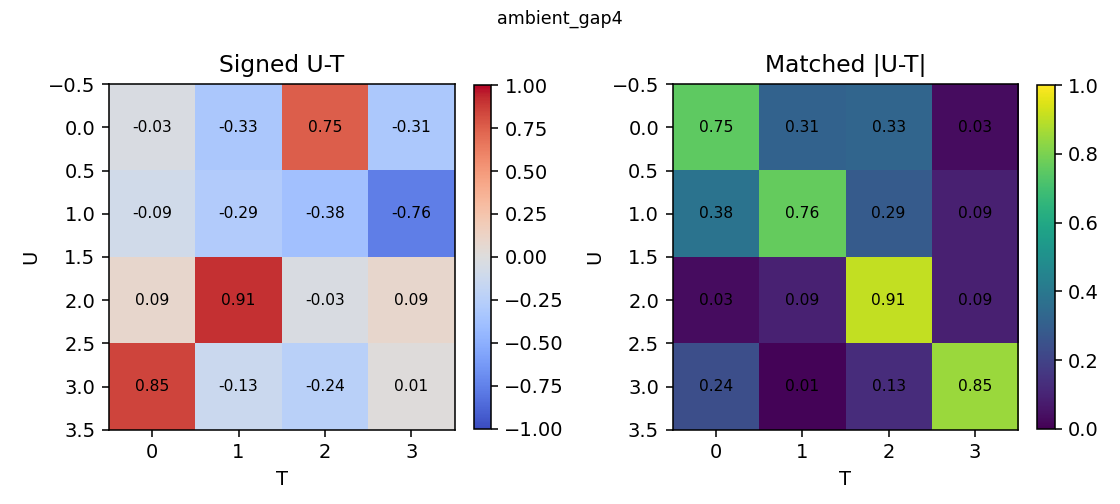 ambient_gap4
Signed U-T
Matched |U-T|
−0.5
0.0
0.5
1.0
1.5
2.0
2.5
3.0
3.5
U
-0.03 -0.33 0.75 -0.31
-0.09 -0.29 -0.38 -0.76
0.09 0.91 -0.03 0.09
0.85 -0.13 -0.24 0.01
0 1 2 3
T
1.00
0.75
0.50
0.25
0.00
−0.25
−0.50
−0.75
−1.00
−0.5
0.0
0.5
1.0
1.5
2.0
2.5
3.0
3.5
U
0.75 0.31 0.33 0.03
0.38 0.76 0.29 0.09
0.03 0.09 0.91 0.09
0.24 0.01 0.13 0.85
0 1 2 3
T
1.0
0.8
0.6
0.4
0.2
0.0